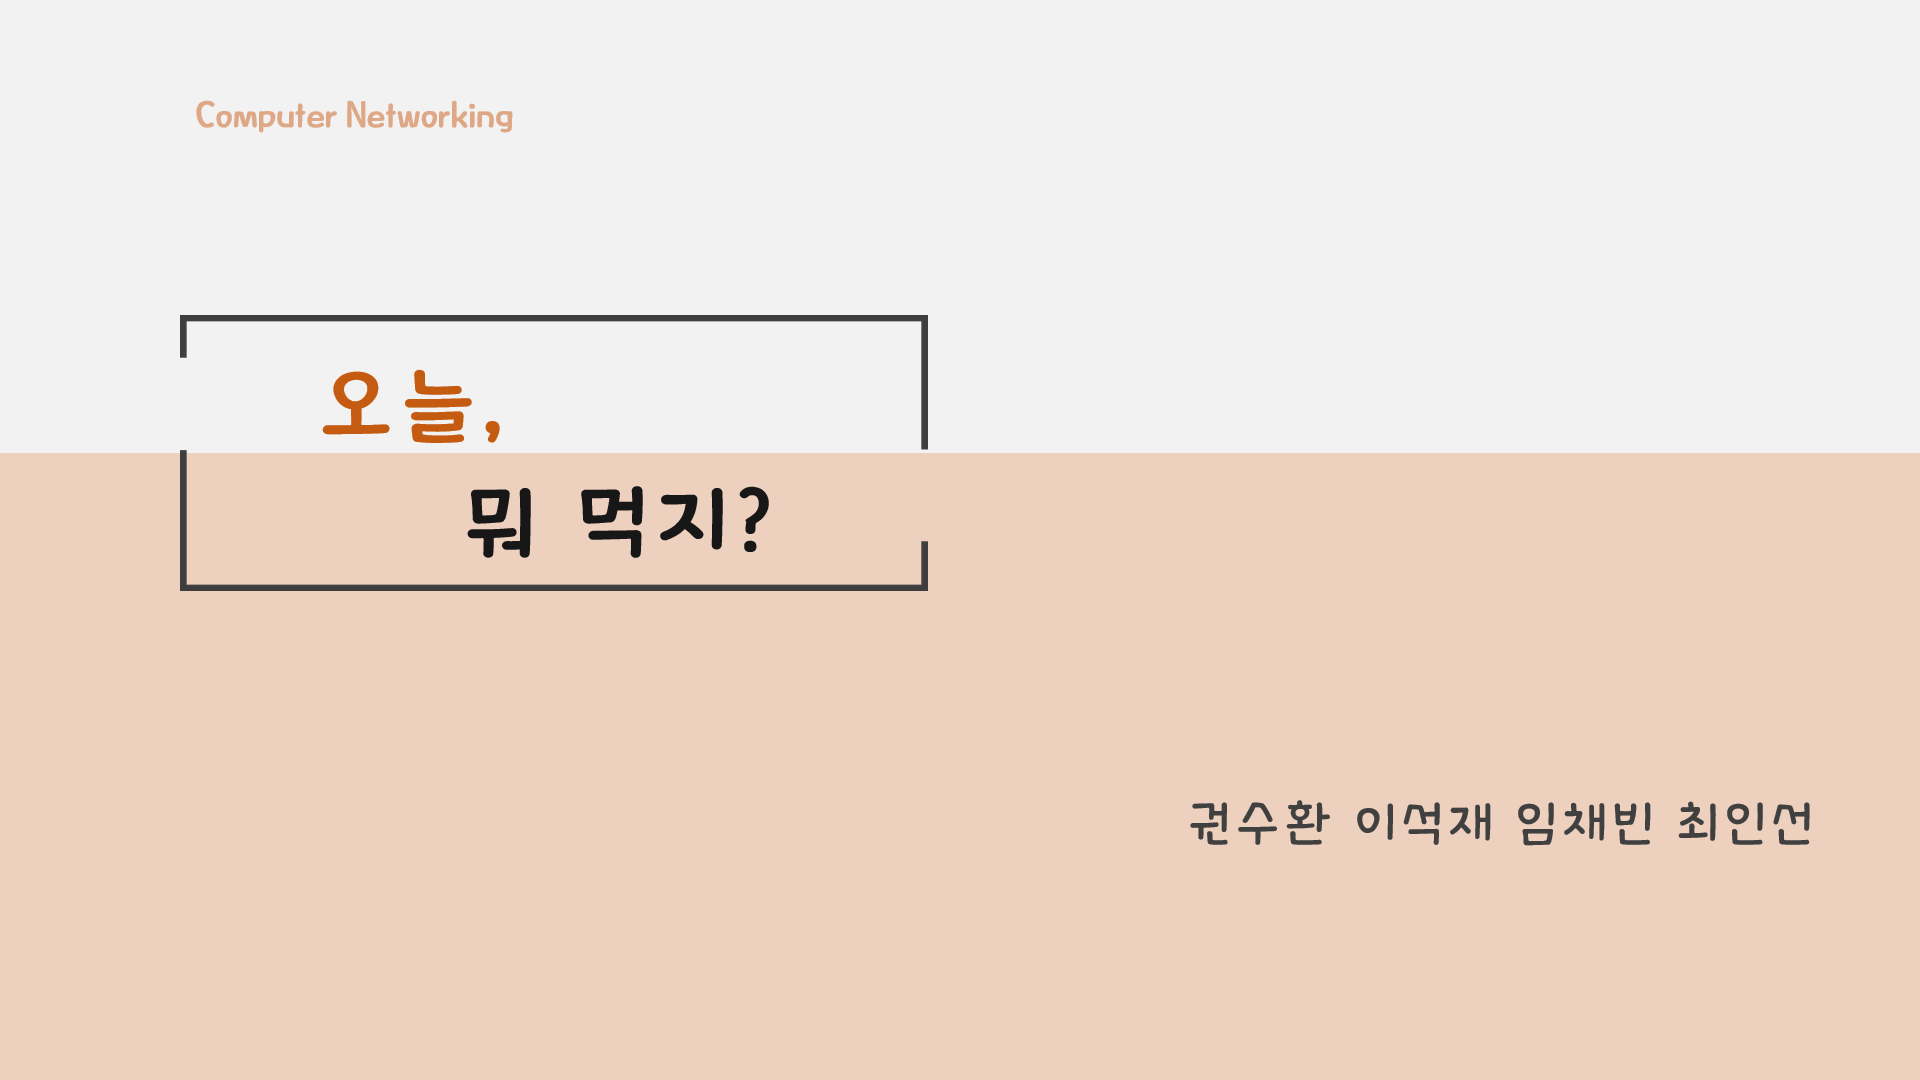 Computer Networking
오늘,
뭐 먹지?
권수환 이석재 임채빈 최인선